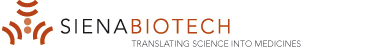 SIENABIOTECH
TRANSLATING SCIENCE INTO MEDICINES